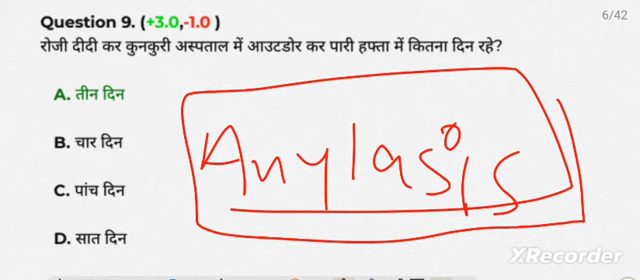 Question 9. (+3.0,-1.0 )
6/42
रोजी दीदी कर कुनकुरी अस्पताल में आउटडोर कर पारी हफ्ता में कितना दिन रहे?
A. तीन दिन
B. चार दिन
C. पांच दिन
D. सात दिन
Anylasis
XRecorder